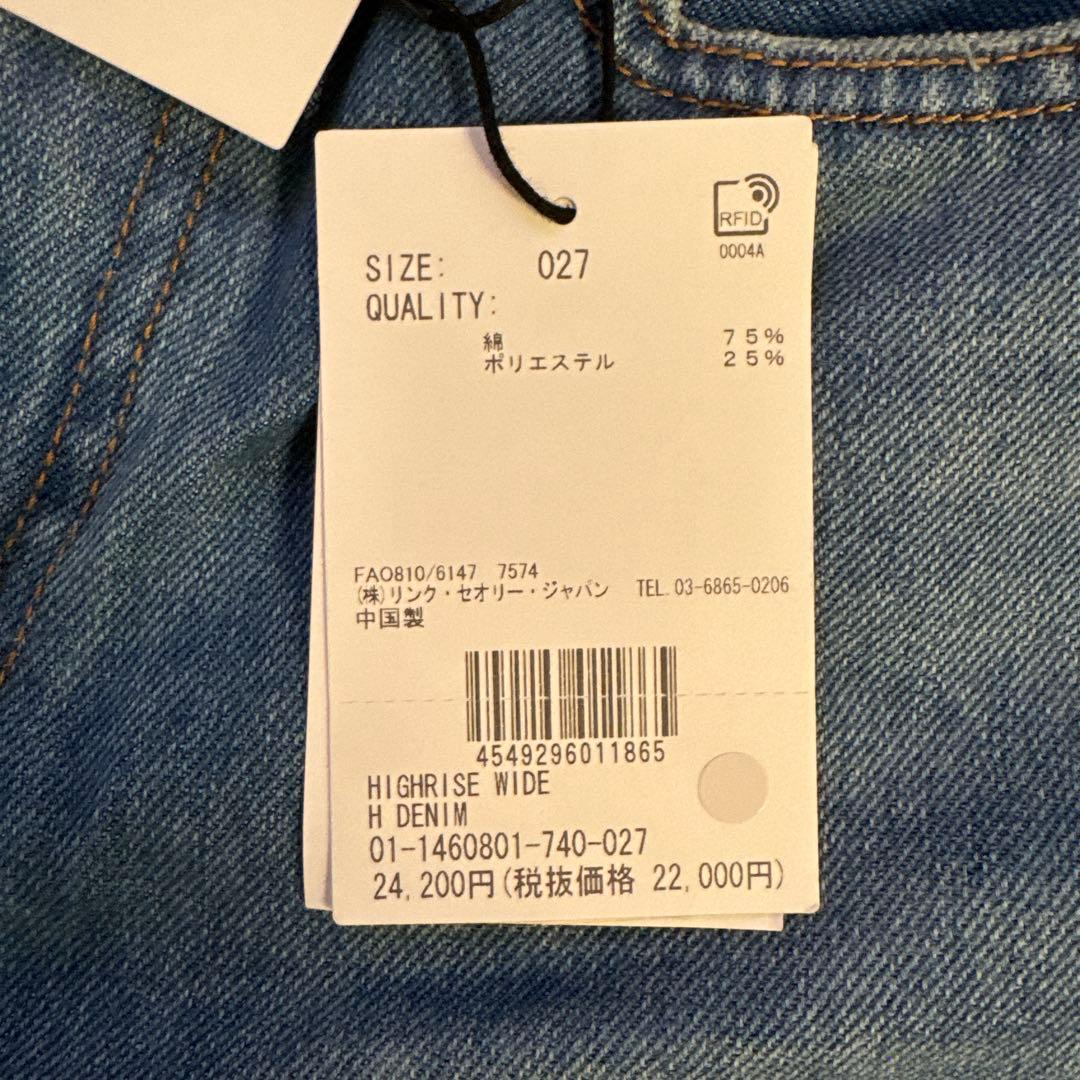 RFID
0004A
SIZE: 027
QUALITY:
綿 75%
ポリエステル 25%
FAO810/6147 7574
(株)リンク・セオリー・ジャパン TEL.03-6865-0206
中国製
4549296011865
HIGHRISE WIDE
H DENIM
01-1460801-740-027
24,200円(税抜価格 22,000円)